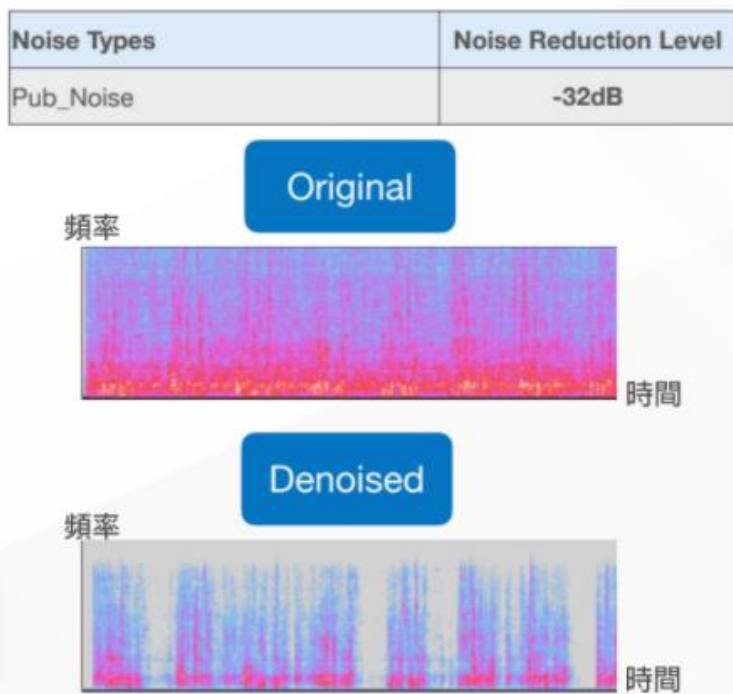 Noise Types Noise Reduction Level
Pub_Noise -32dB
Original
頻率
時間
Denoised
頻率
時間